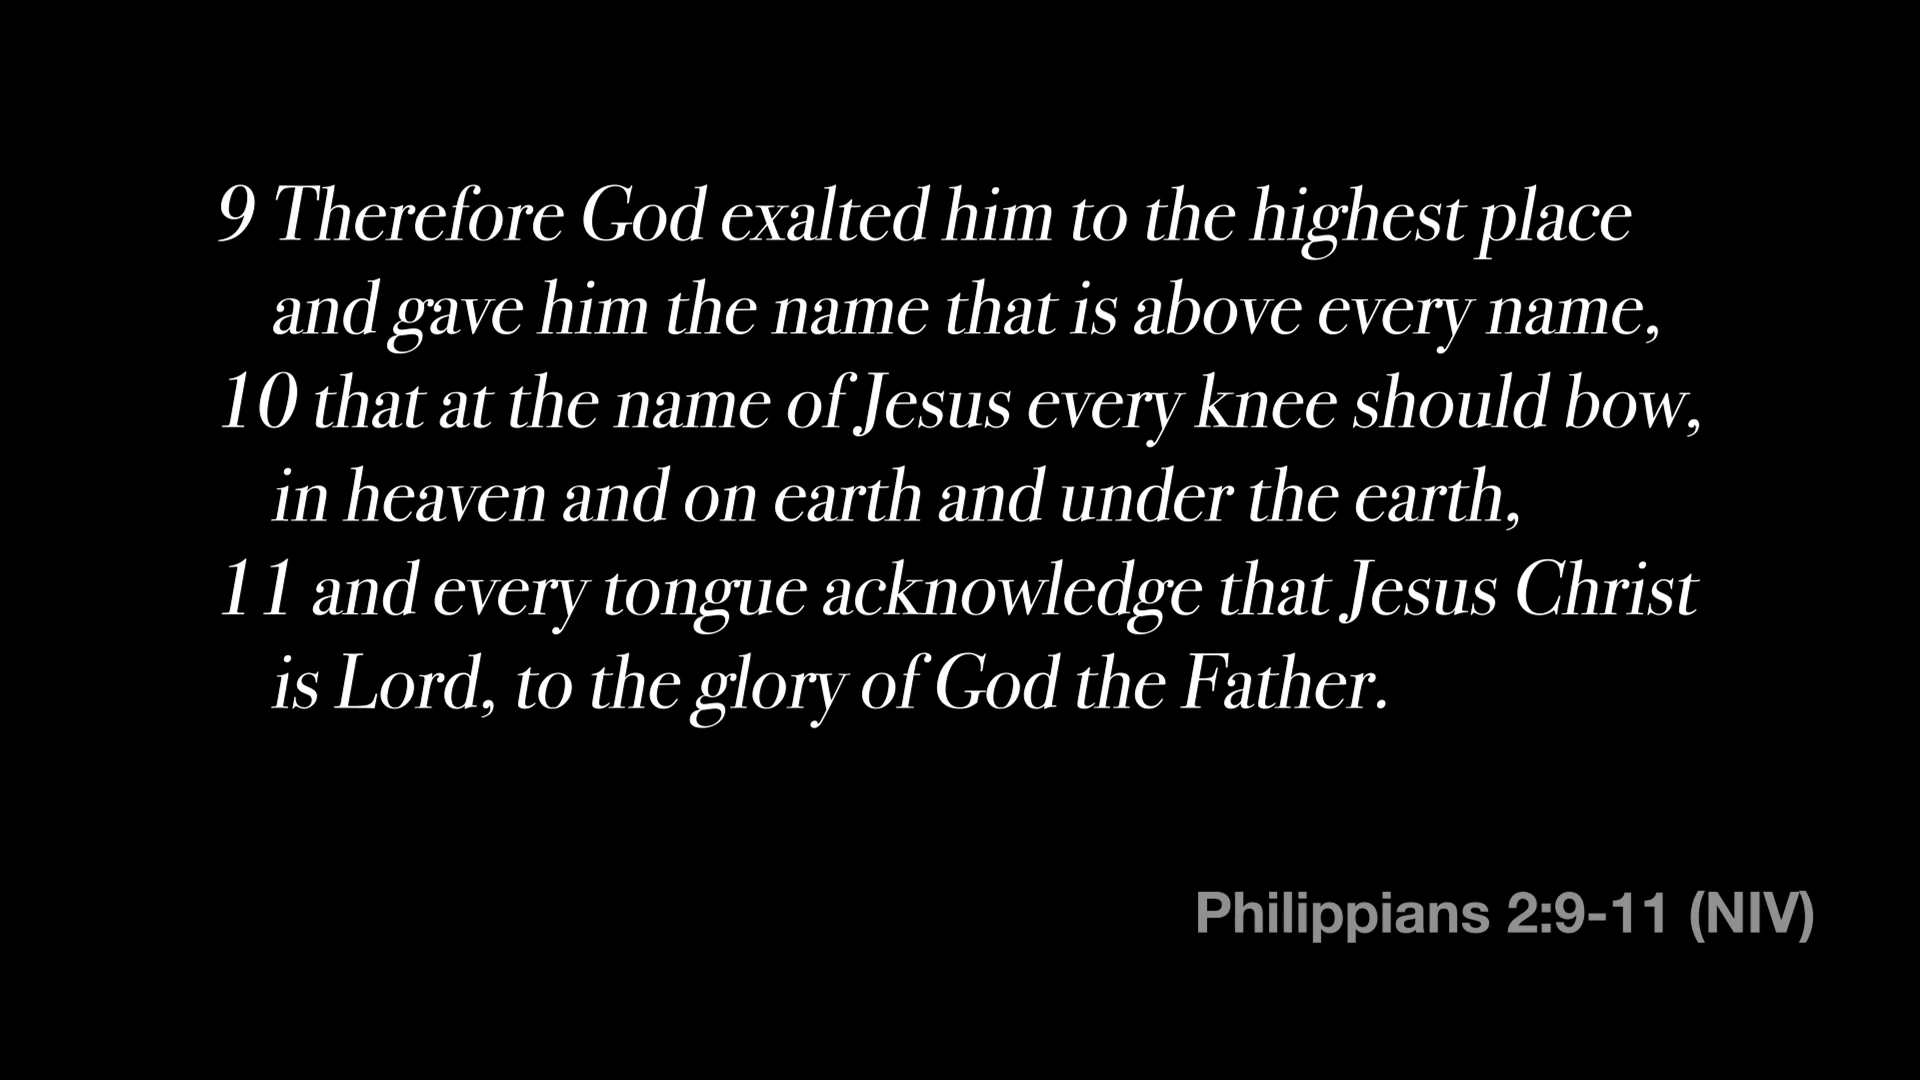 9 Therefore God exalted him to the highest place
and gave him the name that is above every name,
10 that at the name of Jesus every knee should bow,
in heaven and on earth and under the earth,
11 and every tongue acknowledge that Jesus Christ
is Lord, to the glory of God the Father.
Philippians 2:9-11 (NIV)